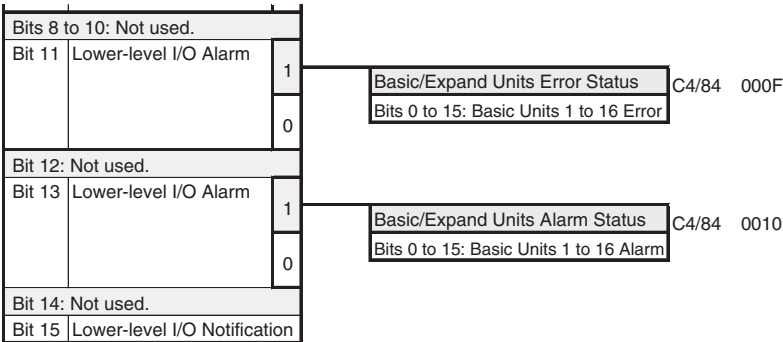 Bits 8 to 10: Not used.
Bit 11 Lower-level I/O Alarm
1
Basic/Expand Units Error Status C4/84 000F
Bits 0 to 15: Basic Units 1 to 16 Error
0
Bit 12: Not used.
Bit 13 Lower-level I/O Alarm
1
Basic/Expand Units Alarm Status C4/84 0010
Bits 0 to 15: Basic Units 1 to 16 Alarm
0
Bit 14: Not used.
Bit 15 Lower-level I/O Notification